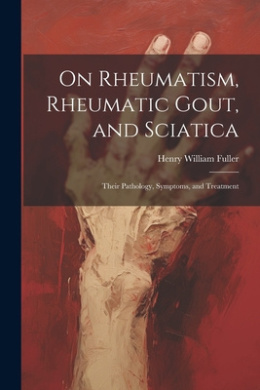 On Rheumatism,
Rheumatic Gout,
and Sciatica
Henry William Fuller
Their Pathology, Symptoms, and Treatment